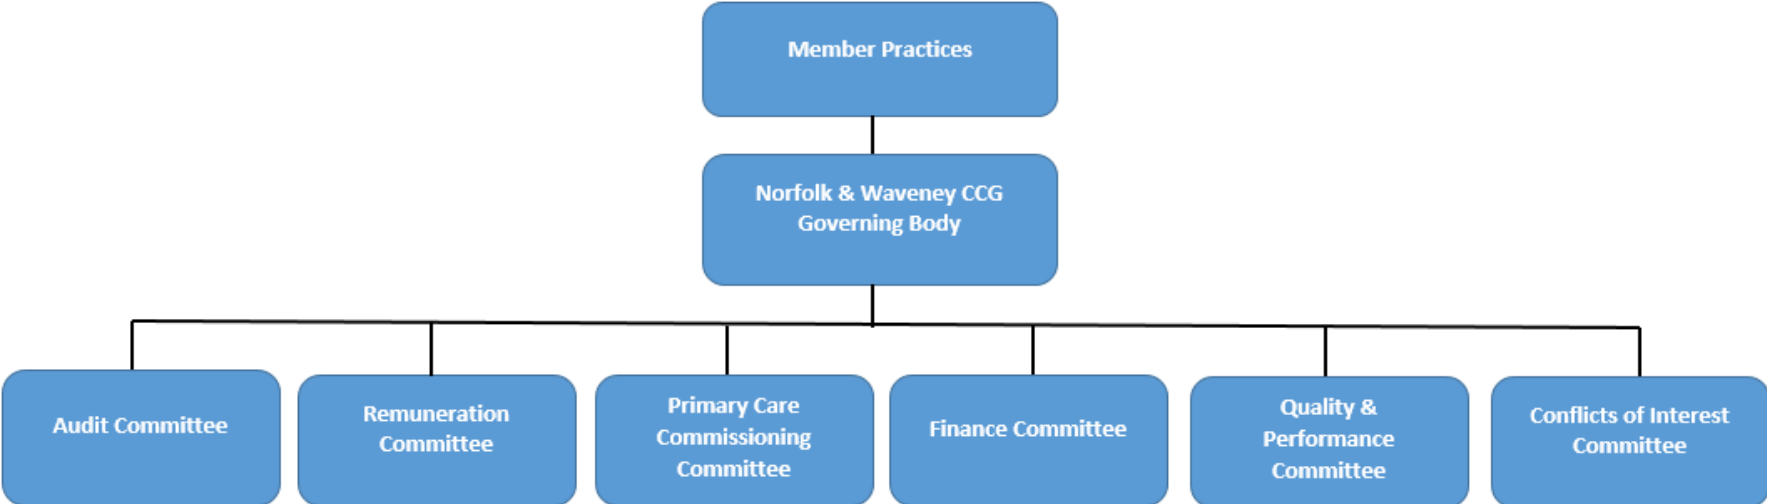 Member Practices
Norfolk & Waveney CCG
Governing Body
Audit Committee
Remuneration
Committee
Primary Care
Commissioning
Committee
Finance Committee
Quality &
Performance
Committee
Conflicts of Interest
Committee